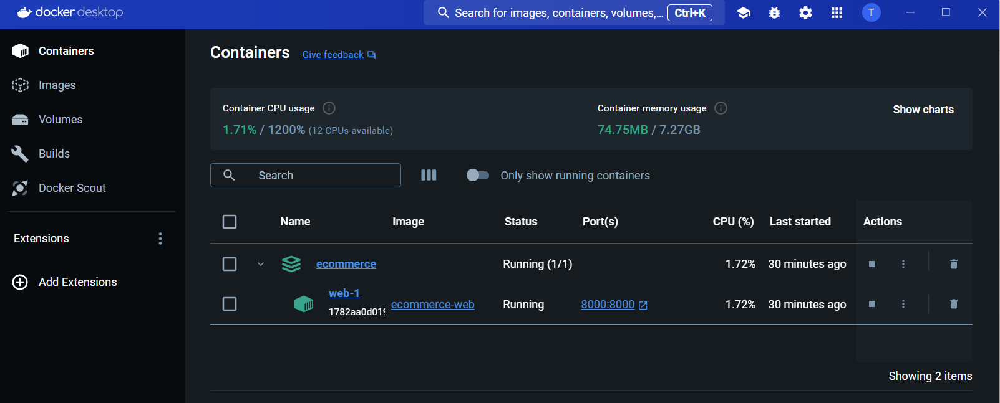 docker desktop
Search for images, containers, volumes,... Ctrl+K
T
Containers
Images
Volumes
Builds
Docker Scout
Extensions
Add Extensions
Containers Give feedback
Container CPU usage
1.71% / 1200% (12 CPUs available)
Container memory usage
74.75MB / 7.27GB
Show charts
Search
Only show running containers
Name Image Status Port(s) CPU (%) Last started Actions
ecommerce Running (1/1) 1.72% 30 minutes ago
web-1
1782aa0d019
ecommerce-web Running 8000:8000 1.72% 30 minutes ago
Showing 2 items